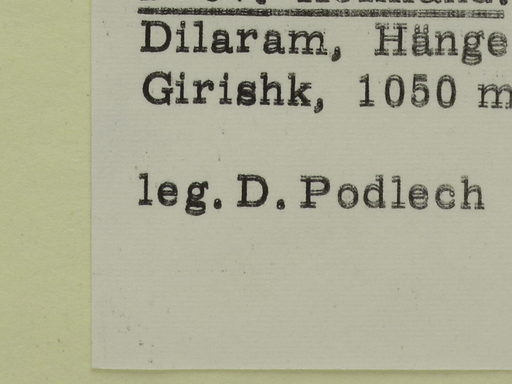 Dilaram, Hänge
Girishk, 1050 m
leg. D. Podlech